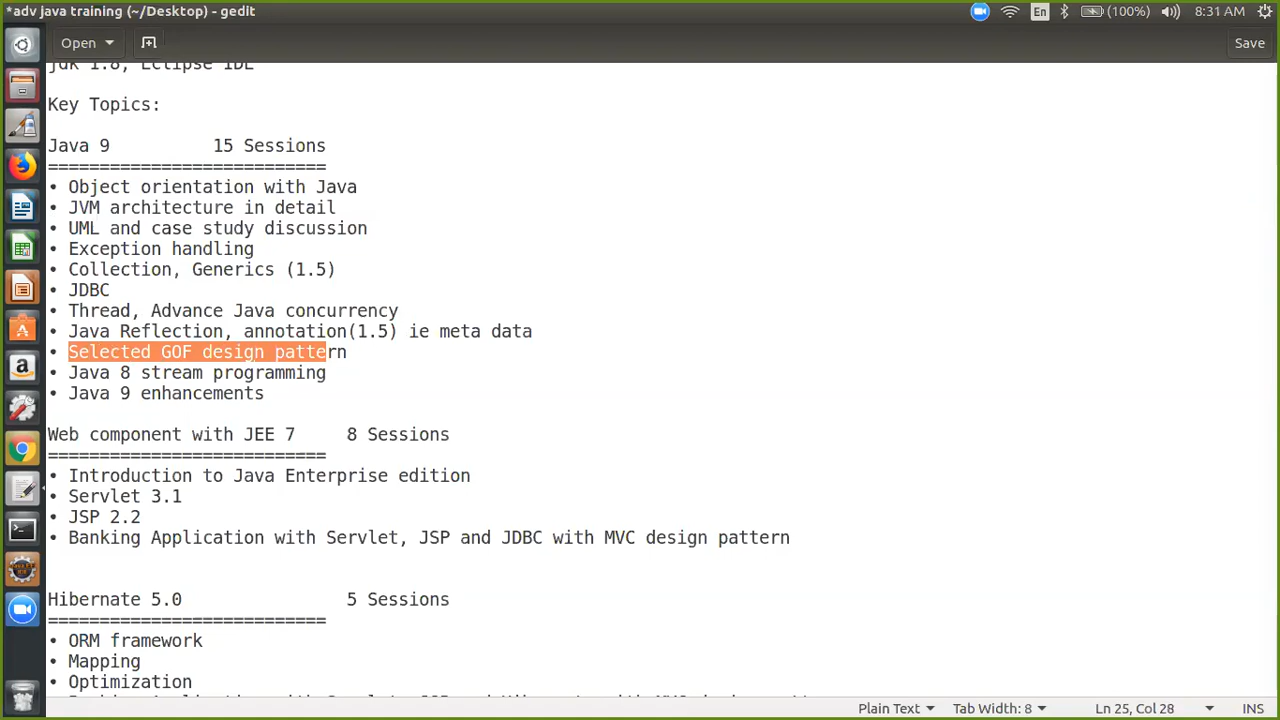 *adv java training (~/Desktop) - gedit
En
(100%)
8:31 AM
Open
Save
jdk 1.8, Eclipse IDE
Key Topics:
Java 9 15 Sessions
===========================
• Object orientation with Java
• JVM architecture in detail
• UML and case study discussion
• Exception handling
• Collection, Generics (1.5)
• JDBC
• Thread, Advance Java concurrency
• Java Reflection, annotation(1.5) ie meta data
• Selected GOF design pattern
• Java 8 stream programming
• Java 9 enhancements
Web component with JEE 7 8 Sessions
===========================
• Introduction to Java Enterprise edition
• Servlet 3.1
• JSP 2.2
• Banking Application with Servlet, JSP and JDBC with MVC design pattern
Hibernate 5.0 5 Sessions
===========================
• ORM framework
• Mapping
• Optimization
Plain Text
Tab Width: 8
Ln 25, Col 28
INS